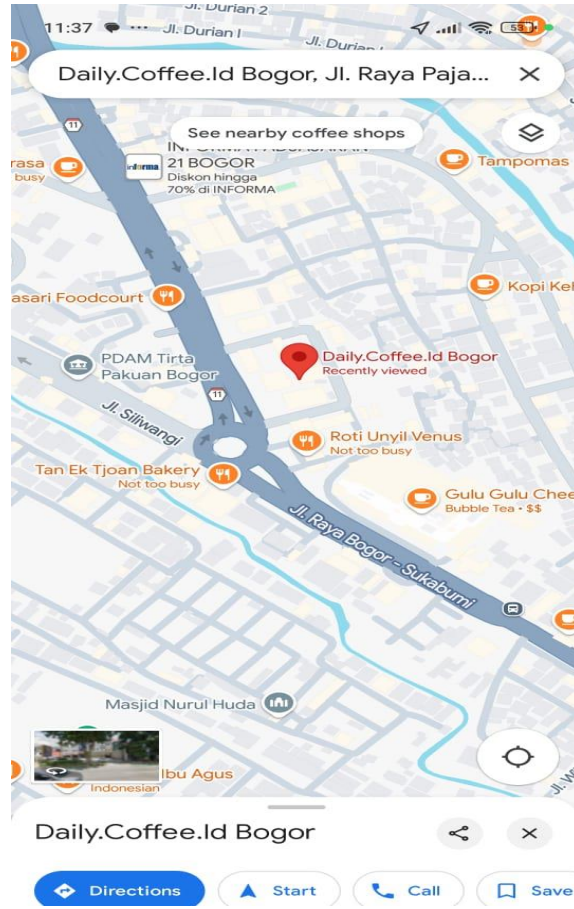 Jl. Durian 2
11:37
Jl. Durian I
Jl. Durian
53
Daily.Coffee.Id Bogor, Jl. Raya Paja...
11
See nearby coffee shops
informa
21 BOGOR
Diskon hingga
70% di INFORMA
rasa
busy
Tampomas
Kopi Kel
asari Foodcourt
PDAM Tirta
Pakuan Bogor
Daily.Coffee.Id Bogor
Recently viewed
11
Jl. Siliwangi
Roti Unyil Venus
Not too busy
Tan Ek Tjoan Bakery
Not too busy
Gulu Gulu Chee
Bubble Tea • $$
Jl. Raya Bogor - Sukabumi
Masjid Nurul Huda
Jl. W
Ibu Agus
Indonesian
Daily.Coffee.Id Bogor
Directions
Start
Call
Save